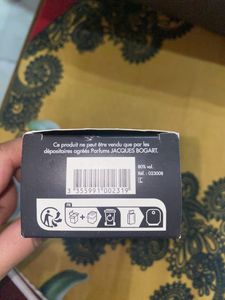 Ce produit ne peut être vendu que par les
dépositaires agréés Parfums JACQUES BOGART.
80% vol.
Réf. : 023008
3 355991 002319
FR